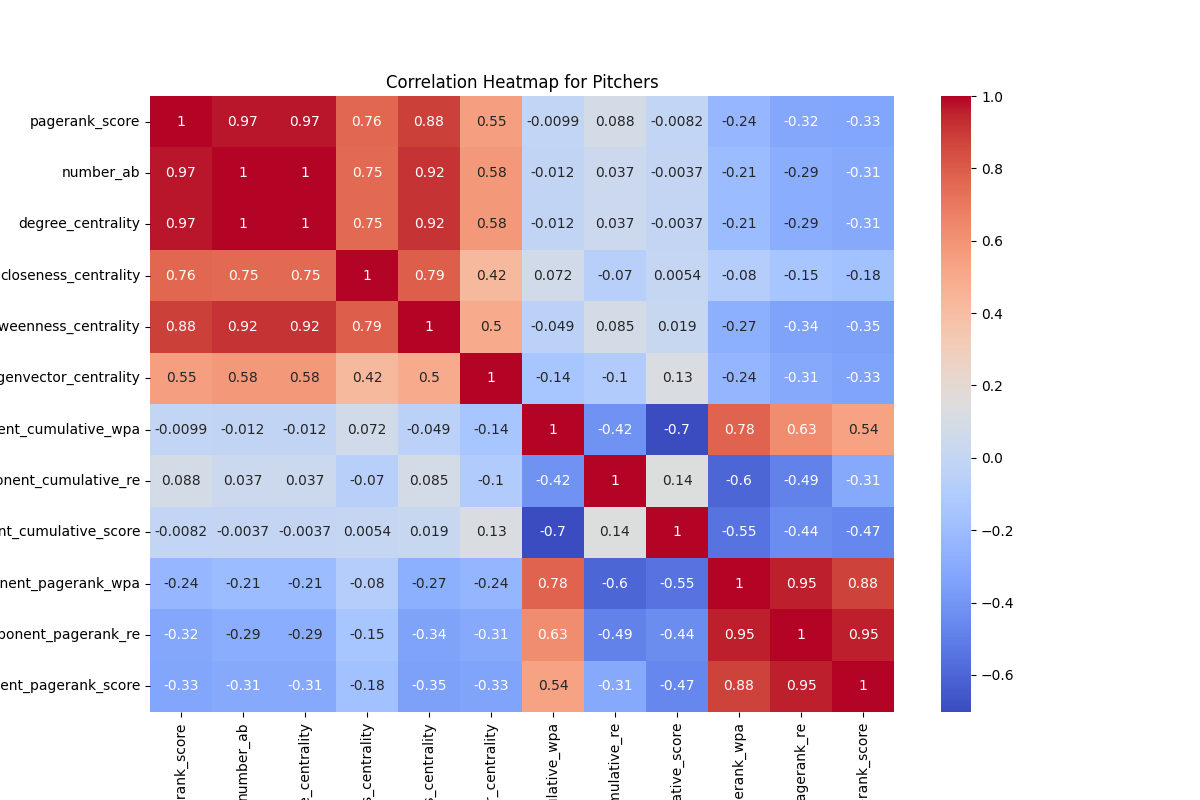 Correlation Heatmap for Pitchers
pagerank_score 1 0.97 0.97 0.76 0.88 0.55 -0.0099 0.088 -0.0082 -0.24 -0.32 -0.33
number_ab 0.97 1 1 0.75 0.92 0.58 -0.012 0.037 -0.0037 -0.21 -0.29 -0.31
degree_centrality 0.97 1 1 0.75 0.92 0.58 -0.012 0.037 -0.0037 -0.21 -0.29 -0.31
closeness_centrality 0.76 0.75 0.75 1 0.79 0.42 0.072 -0.07 0.0054 -0.08 -0.15 -0.18
weenness_centrality 0.88 0.92 0.92 0.79 1 0.5 -0.049 0.085 0.019 -0.27 -0.34 -0.35
genvector_centrality 0.55 0.58 0.58 0.42 0.5 1 -0.14 -0.1 0.13 -0.24 -0.31 -0.33
ent_cumulative_wpa -0.0099 -0.012 -0.012 0.072 -0.049 -0.14 1 -0.42 -0.7 0.78 0.63 0.54
onent_cumulative_re 0.088 0.037 0.037 -0.07 0.085 -0.1 -0.42 1 0.14 -0.6 -0.49 -0.31
nt_cumulative_score -0.0082 -0.0037 -0.0037 0.0054 0.019 0.13 -0.7 0.14 1 -0.55 -0.44 -0.47
nent_pagerank_wpa -0.24 -0.21 -0.21 -0.08 -0.27 -0.24 0.78 -0.6 -0.55 1 0.95 0.88
ponent_pagerank_re -0.32 -0.29 -0.29 -0.15 -0.34 -0.31 0.63 -0.49 -0.44 0.95 1 0.95
ent_pagerank_score -0.33 -0.31 -0.31 -0.18 -0.35 -0.33 0.54 -0.31 -0.47 0.88 0.95 1
rank_score
number_ab
e_centrality
s_centrality
s_centrality
r_centrality
ulative_wpa
mulative_re
ative_score
erank_wpa
agerank_re
rank_score
1.0
0.8
0.6
0.4
0.2
0.0
−0.2
−0.4
−0.6